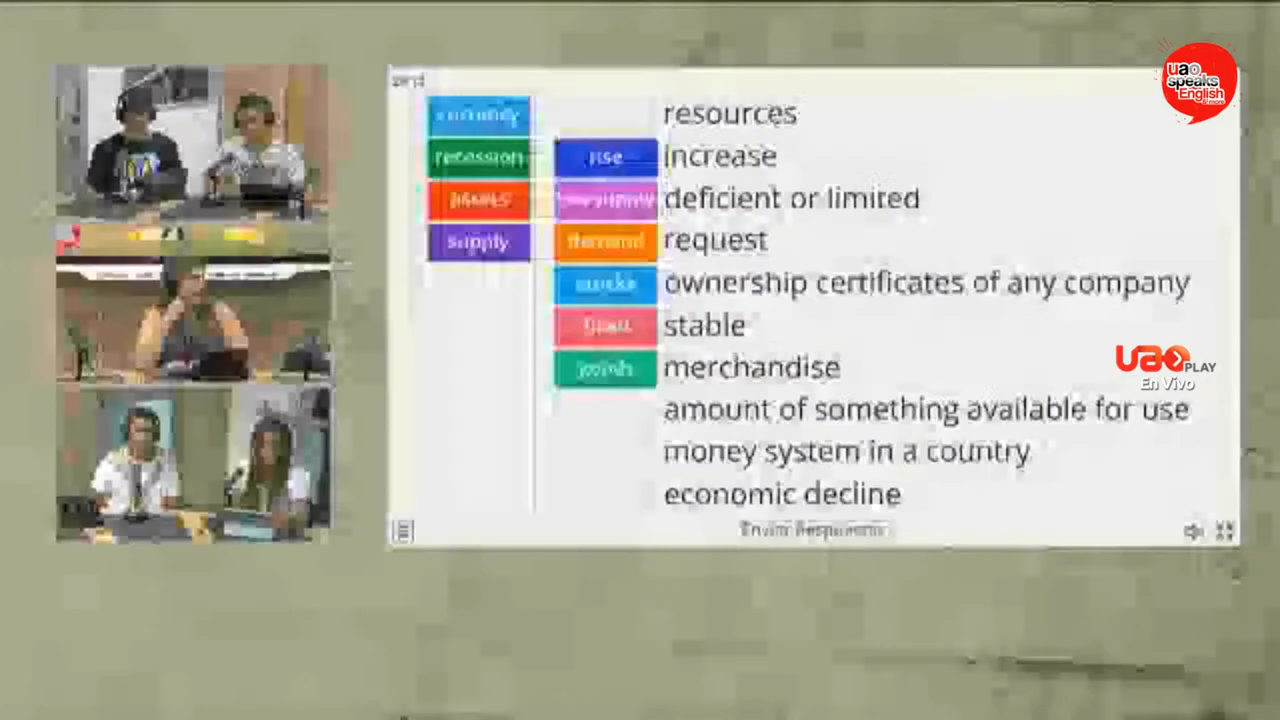 uao
speaks
English
currency
resources
recession
rise
increase
deficient or limited
supply
demand
request
stocks
ownership certificates of any company
stable
merchandise
UAO PLAY
En Vivo
amount of something available for use
money system in a country
economic decline
Enviar Respuestas